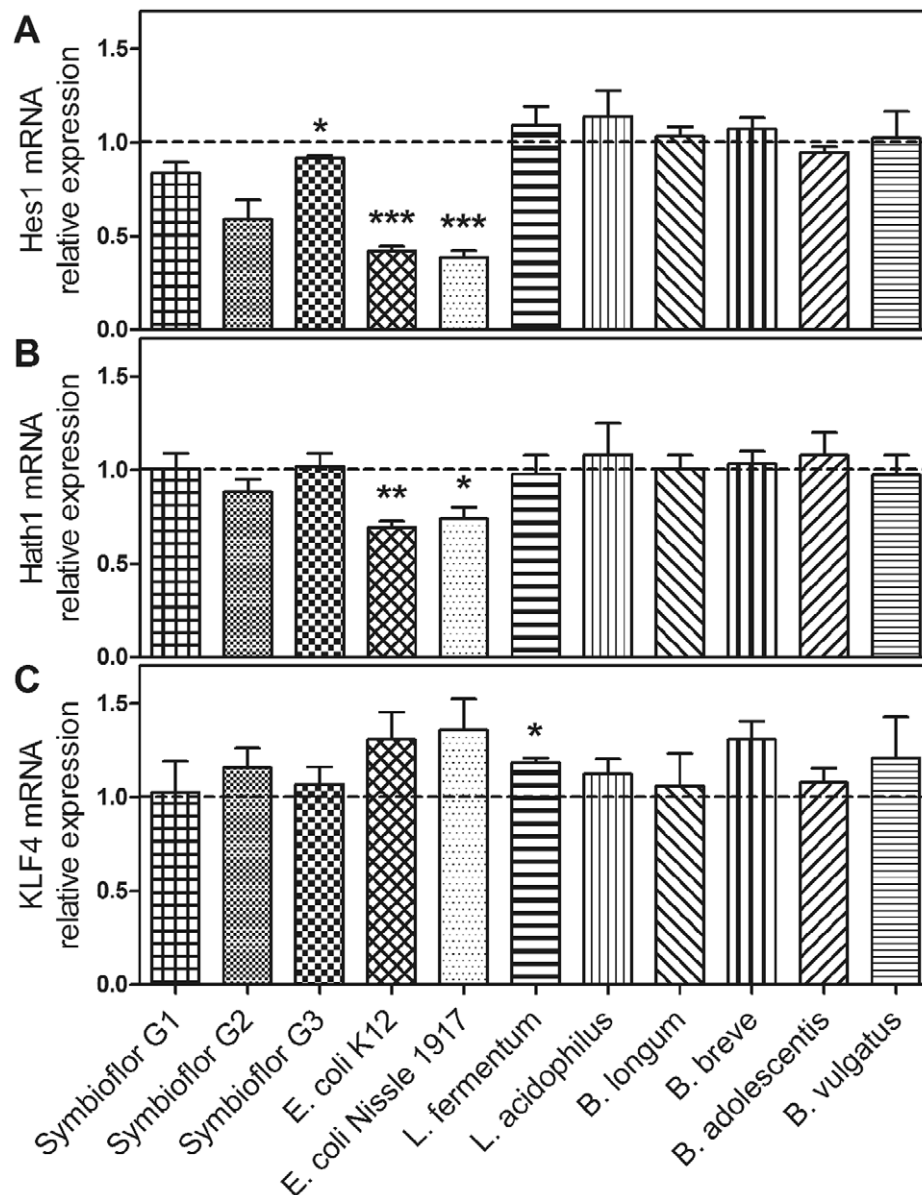 A
Hes1 mRNA
relative expression
1.5
1.0
0.5
0.0
*
***
***
B
Hath1 mRNA
relative expression
1.5
1.0
0.5
0.0
**
*
C
KLF4 mRNA
relative expression
1.5
1.0
0.5
0.0
*
Symbioflor G1
Symbioflor G2
Symbioflor G3
E. coli K12
E. coli Nissle 1917
L. fermentum
L. acidophilus
B. longum
B. breve
B. adolescentis
B. vulgatus